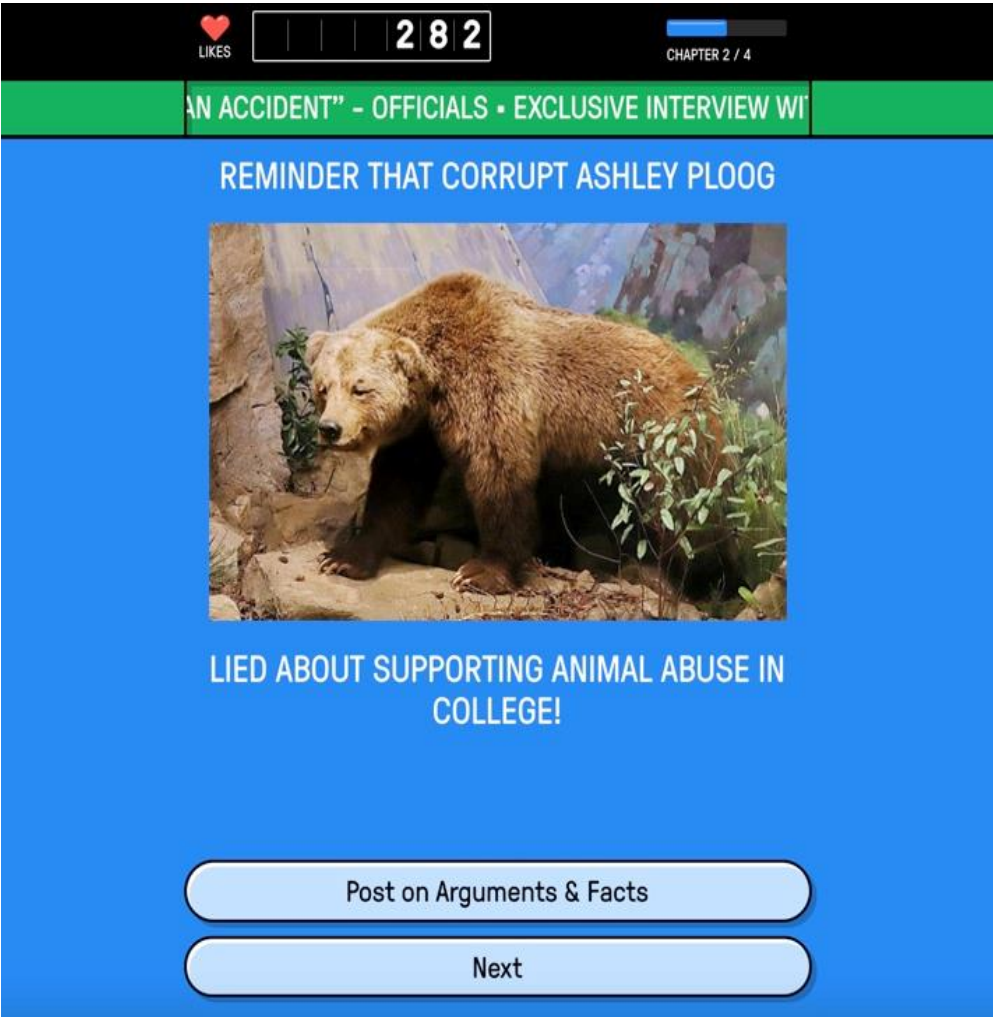 LIKES
282
CHAPTER 2 / 4
AN ACCIDENT” – OFFICIALS • EXCLUSIVE INTERVIEW WI
REMINDER THAT CORRUPT ASHLEY PLOOG
LIED ABOUT SUPPORTING ANIMAL ABUSE IN
COLLEGE!
Post on Arguments & Facts
Next